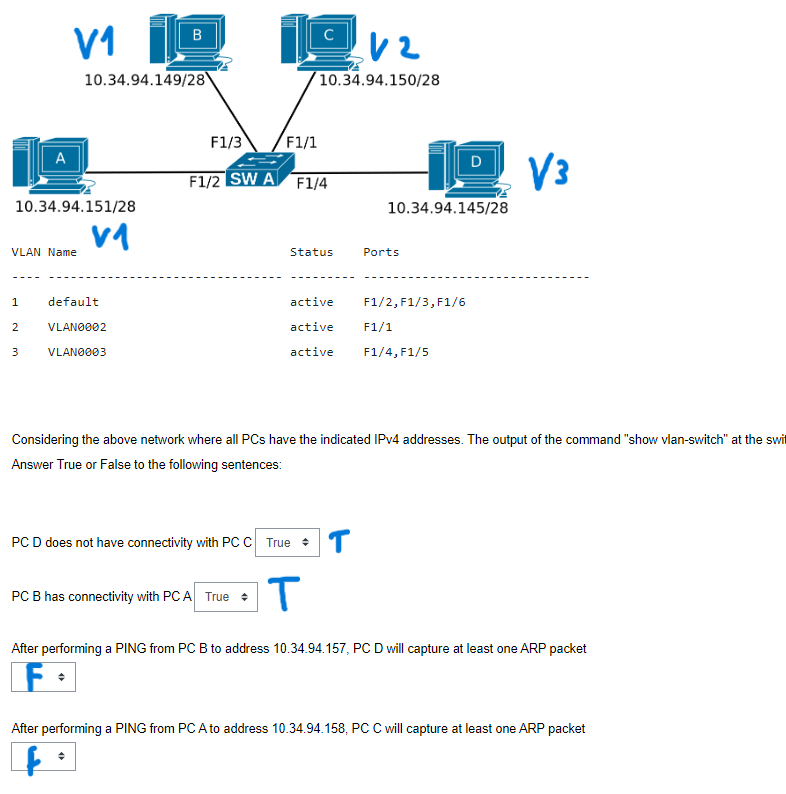 V1
B
C
V2
10.34.94.149/28
10.34.94.150/28
F1/3
F1/1
A
D
V3
F1/2
SW A
F1/4
10.34.94.151/28
10.34.94.145/28
V1
VLAN Name Status Ports
---- -------------------------------- --------- -------------------------------
1 default active F1/2,F1/3,F1/6
2 VLAN0002 active F1/1
3 VLAN0003 active F1/4,F1/5
Considering the above network where all PCs have the indicated IPv4 addresses. The output of the command "show vlan-switch" at the swit
Answer True or False to the following sentences:
PC D does not have connectivity with PC C True T
PC B has connectivity with PC A True T
After performing a PING from PC B to address 10.34.94.157, PC D will capture at least one ARP packet
F
After performing a PING from PC A to address 10.34.94.158, PC C will capture at least one ARP packet
f